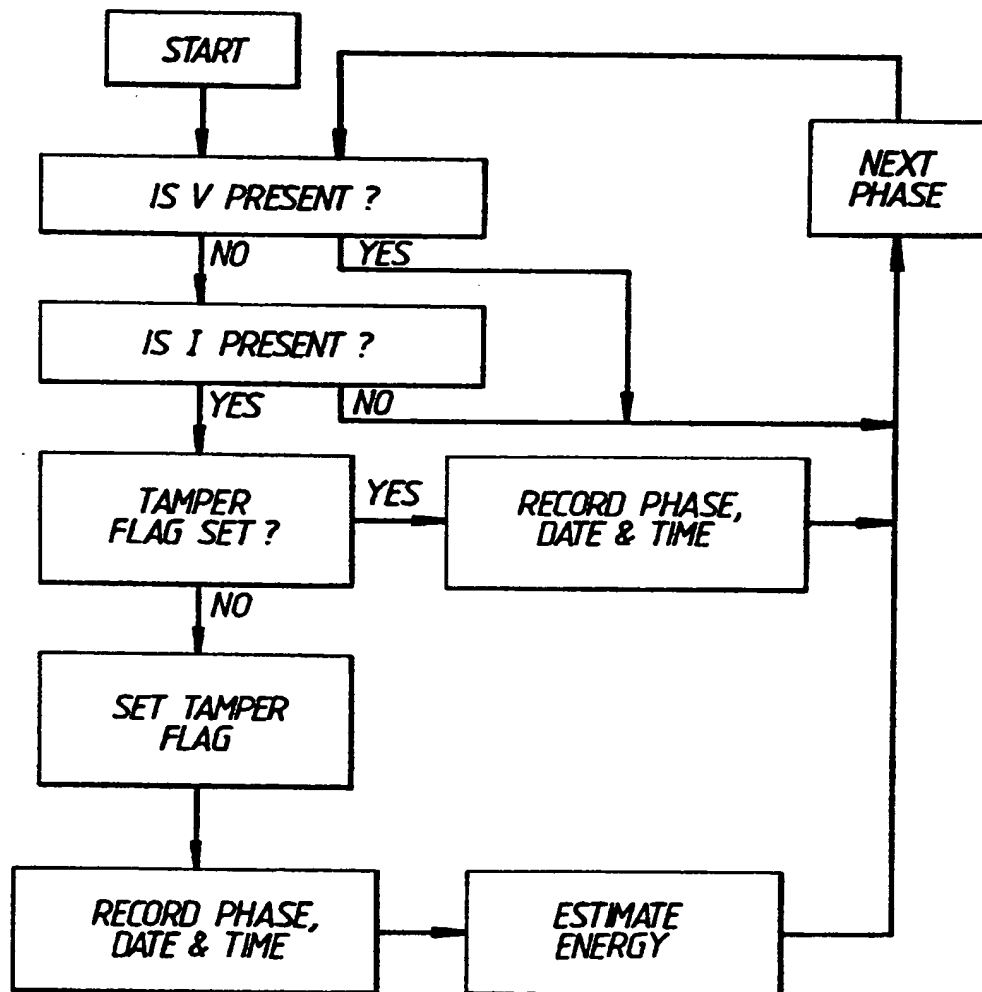 START
NEXT
PHASE
IS V PRESENT ?
NO
YES
IS I PRESENT ?
YES
NO
TAMPER
FLAG SET ?
YES
RECORD PHASE,
DATE & TIME
NO
SET TAMPER
FLAG
RECORD PHASE,
DATE & TIME
ESTIMATE
ENERGY